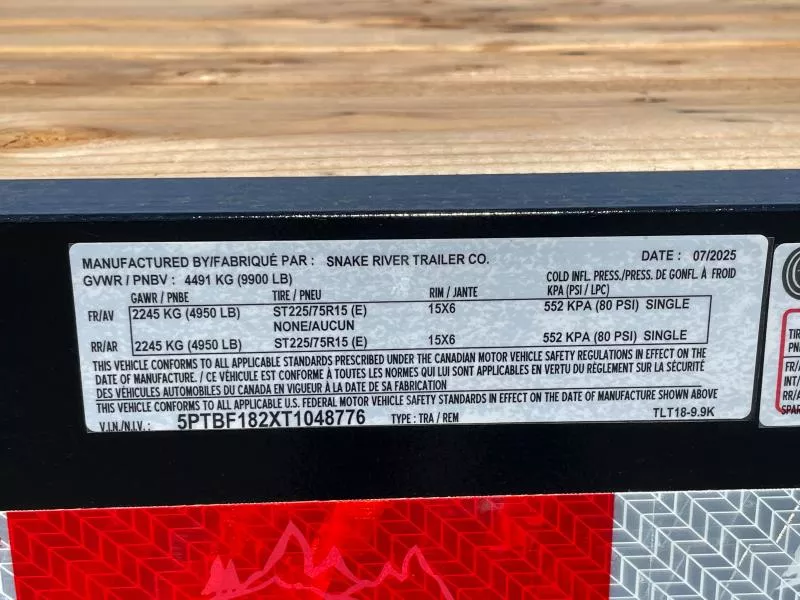 MANUFACTURED BY/FABRIQUÉ PAR : SNAKE RIVER TRAILER CO. DATE : 07/2025
GVWR / PNBV : 4491 KG (9900 LB) COLD INFL. PRESS./PRESS. DE GONFL. À FROID
GAWR / PNBE TIRE / PNEU RIM / JANTE KPA (PSI / LPC)
FR/AV 2245 KG (4950 LB) ST225/75R15 (E) 15X6 552 KPA (80 PSI) SINGLE
NONE/AUCUN
RR/AR 2245 KG (4950 LB) ST225/75R15 (E) 15X6 552 KPA (80 PSI) SINGLE
THIS VEHICLE CONFORMS TO ALL APPLICABLE STANDARDS PRESCRIBED UNDER THE CANADIAN MOTOR VEHICLE SAFETY REGULATIONS IN EFFECT ON THE
DATE OF MANUFACTURE. / CE VÉHICULE EST CONFORME À TOUTES LES NORMES QUI LUI SONT APPLICABLES EN VERTU DU RÈGLEMENT SUR LA SÉCURITÉ
DES VÉHICULES AUTOMOBILES DU CANADA EN VIGUEUR À LA DATE DE SA FABRICATION
THIS VEHICLE CONFORMS TO ALL APPLICABLE U.S. FEDERAL MOTOR VEHICLE SAFETY STANDARDS IN EFFECT ON THE DATE OF MANUFACTURE SHOWN ABOVE
V.I.N./N.I.V. : 5PTBF182XT1048776 TYPE : TRA / REM TLT18-9.9K
TIR
PN
FR/
INT/
RR/A
SPAR